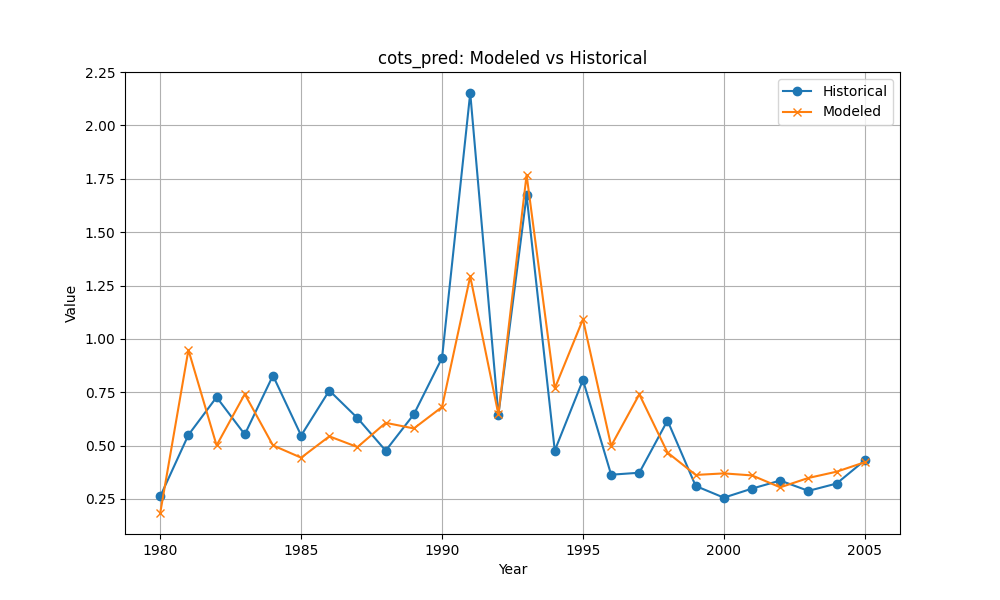 cots_pred: Modeled vs Historical
Historical
Modeled
Value
2.25
2.00
1.75
1.50
1.25
1.00
0.75
0.50
0.25
1980 1985 1990 1995 2000 2005
Year